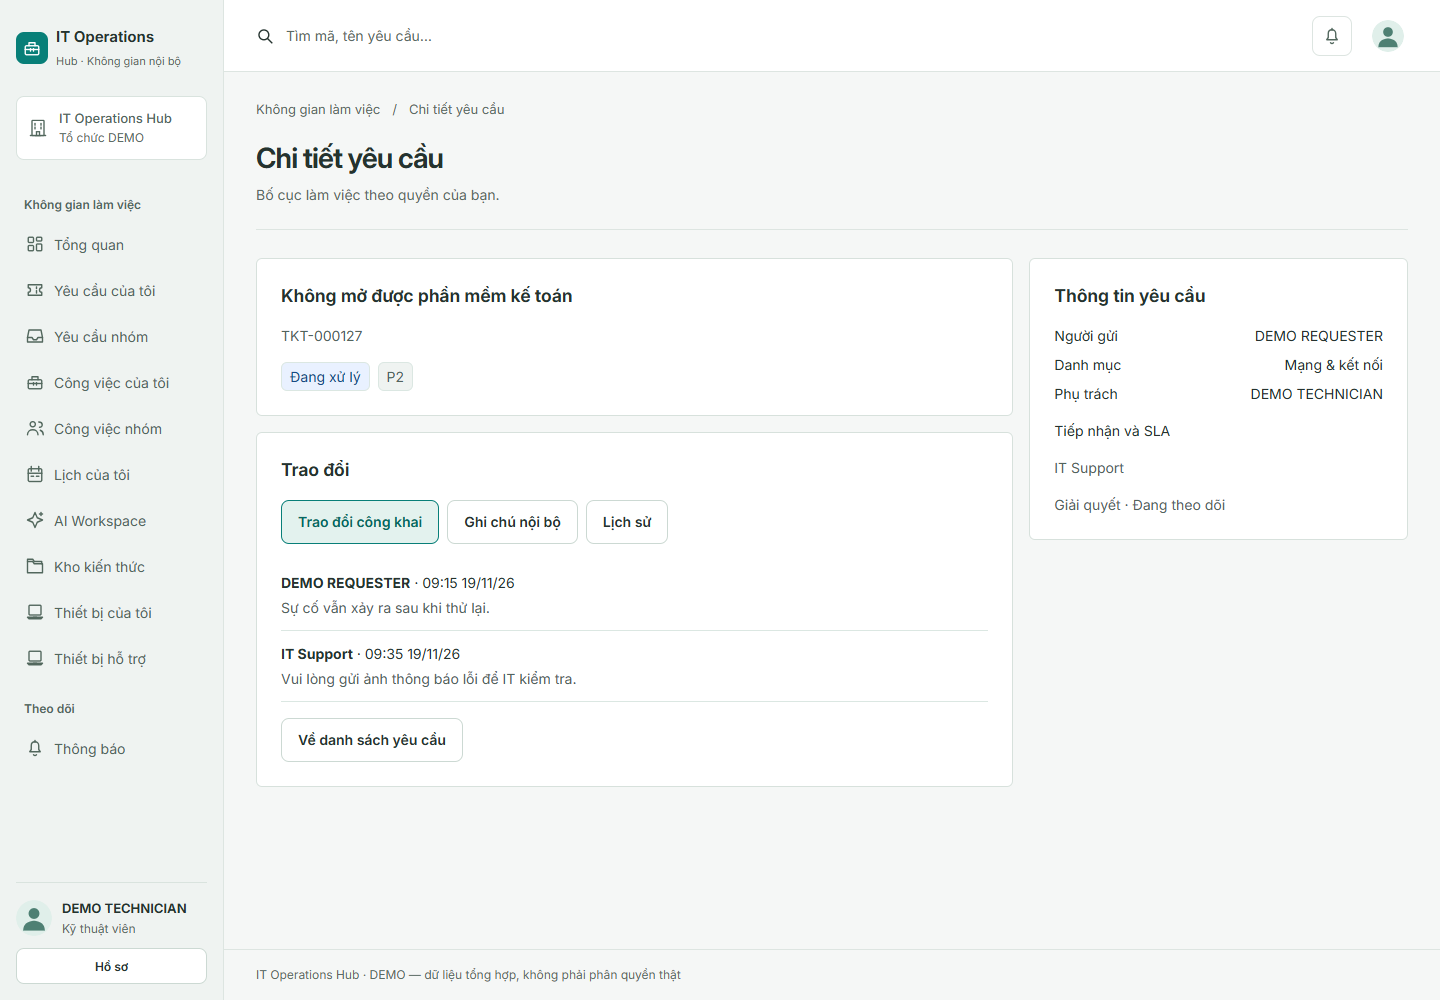 IT Operations
Hub · Không gian nội bộ
IT Operations Hub
Tổ chức DEMO
Không gian làm việc
Tổng quan
Yêu cầu của tôi
Yêu cầu nhóm
Công việc của tôi
Công việc nhóm
Lịch của tôi
AI Workspace
Kho kiến thức
Thiết bị của tôi
Thiết bị hỗ trợ
Theo dõi
Thông báo
DEMO TECHNICIAN
Kỹ thuật viên
Hồ sơ
Tìm mã, tên yêu cầu...
Không gian làm việc / Chi tiết yêu cầu
Chi tiết yêu cầu
Bố cục làm việc theo quyền của bạn.
Không mở được phần mềm kế toán
TKT-000127
Đang xử lý P2
Trao đổi
Trao đổi công khai Ghi chú nội bộ Lịch sử
DEMO REQUESTER · 09:15 19/11/26
Sự cố vẫn xảy ra sau khi thử lại.
IT Support · 09:35 19/11/26
Vui lòng gửi ảnh thông báo lỗi để IT kiểm tra.
Về danh sách yêu cầu
Thông tin yêu cầu
Người gửi DEMO REQUESTER
Danh mục Mạng & kết nối
Phụ trách DEMO TECHNICIAN
Tiếp nhận và SLA
IT Support
Giải quyết · Đang theo dõi
IT Operations Hub · DEMO — dữ liệu tổng hợp, không phải phân quyền thật